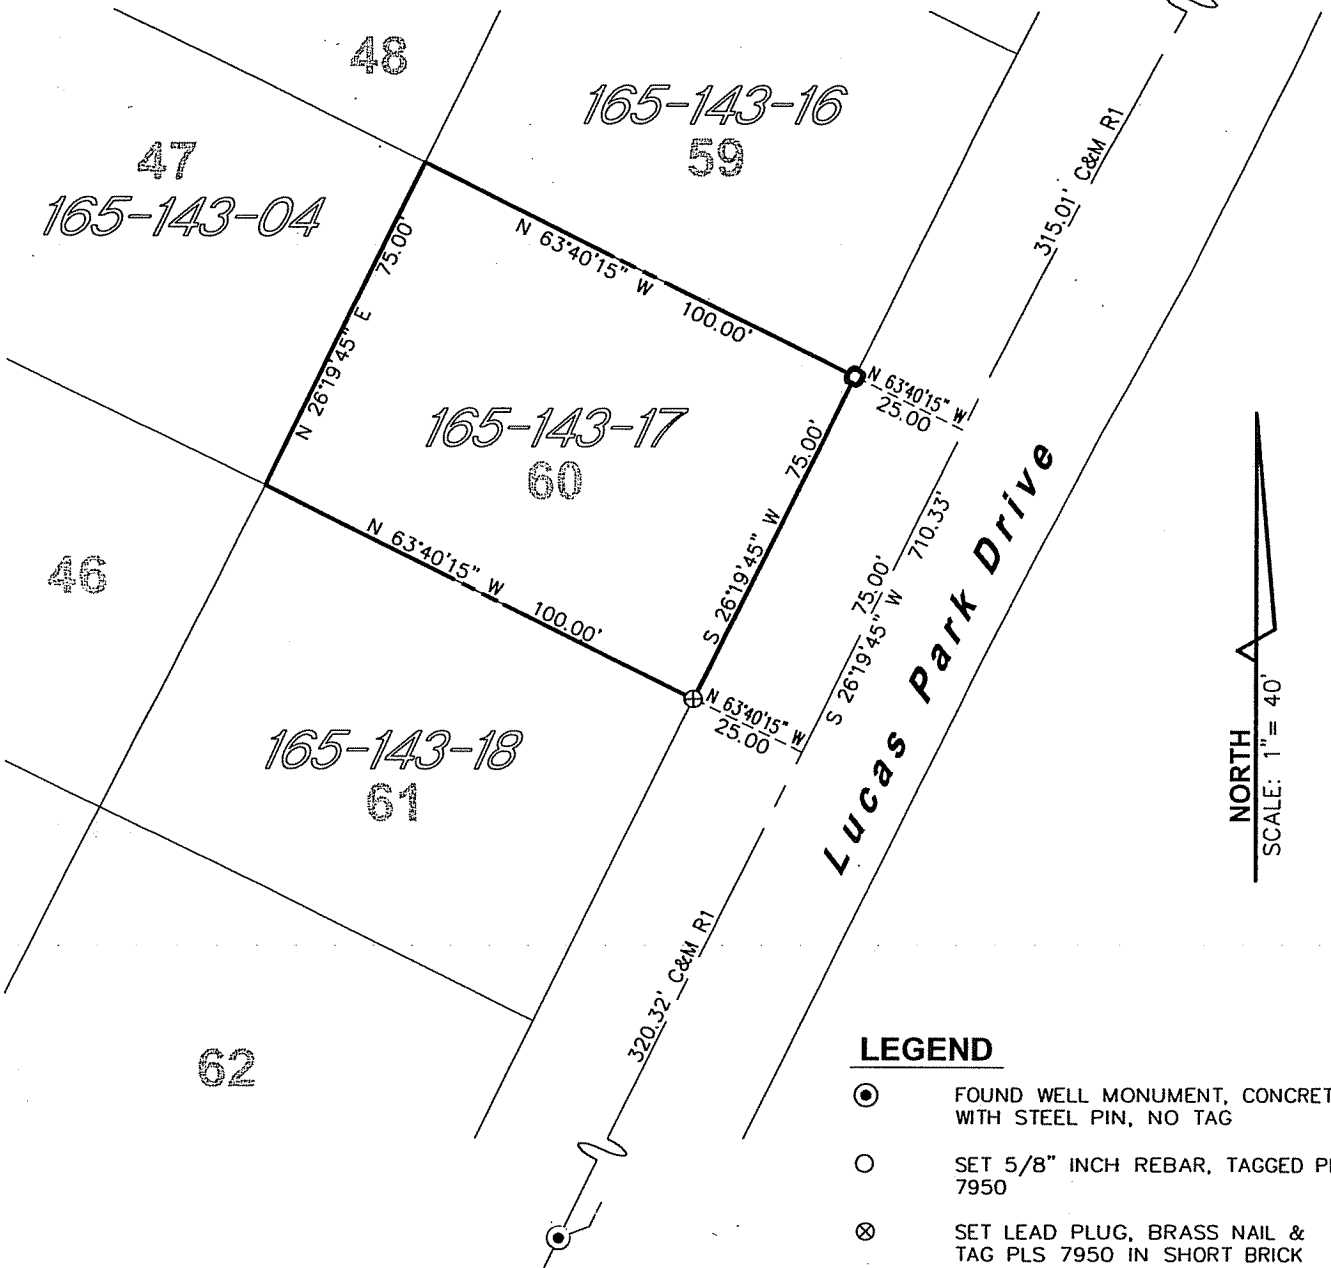 48
165-143-16
59
47
165-143-04
315.01' C&M R1
N 63°40'15" W
100.00'
75.00'
N 26°19'45" E
N 63°40'15" W
25.00
165-143-17
60
75.00'
S 26°19'45" W
N 63°40'15" W
100.00'
46
710.33'
75.00'
S 26°19'45" W
Lucas Park Drive
N 63°40'15" W
25.00
165-143-18
61
NORTH
SCALE: 1"= 40'
320.32' C&M R1
62
LEGEND
FOUND WELL MONUMENT, CONCRET
WITH STEEL PIN, NO TAG
SET 5/8" INCH REBAR, TAGGED
7950
SET LEAD PLUG, BRASS NAIL &
TAG PLS 7950 IN SHORT BRICK